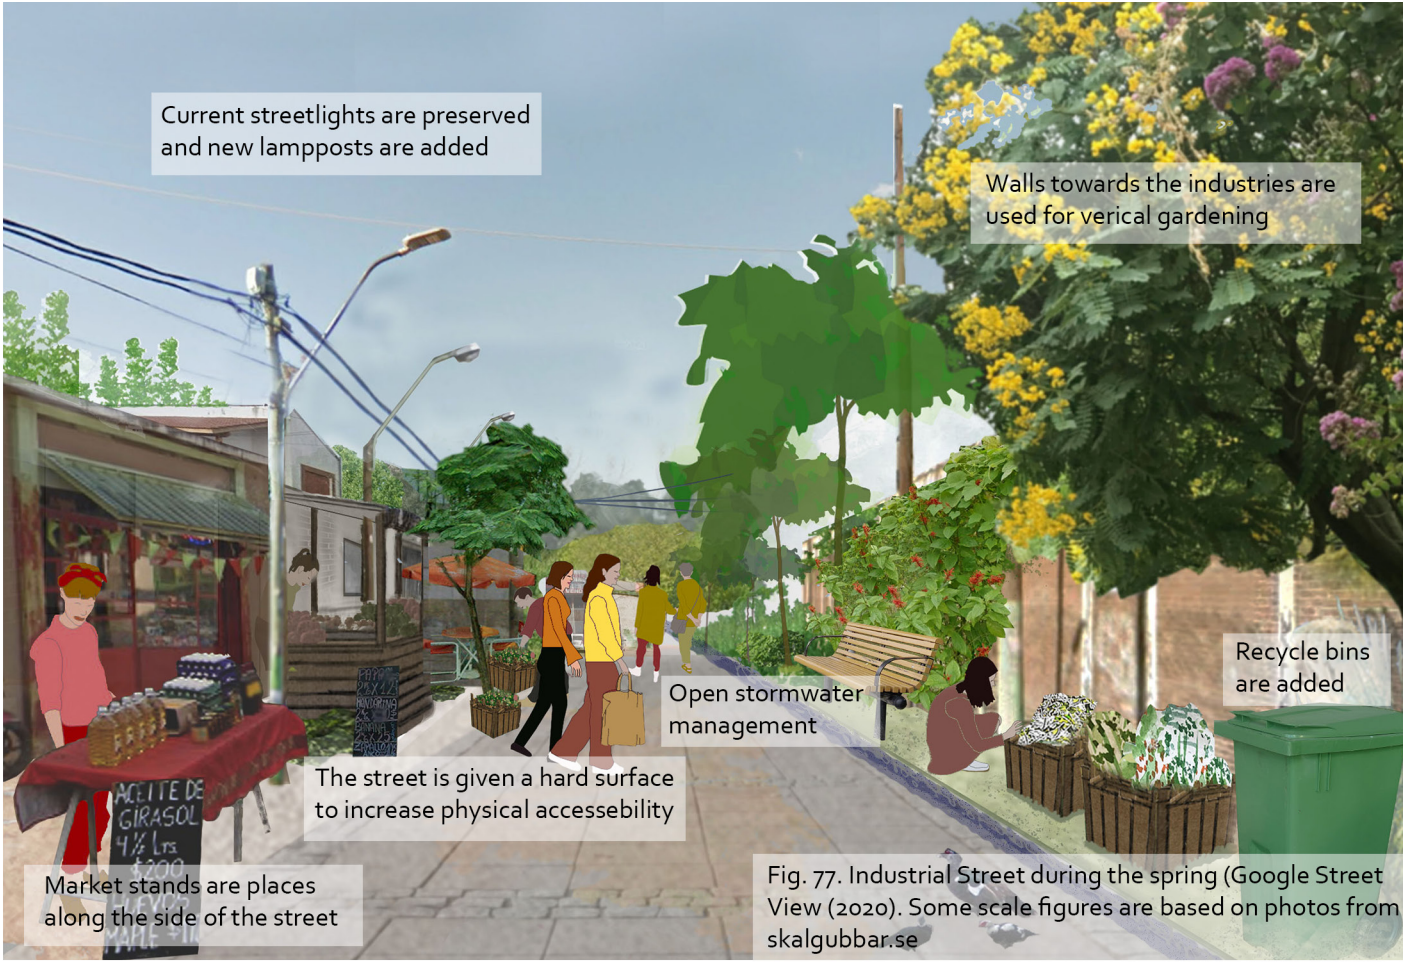 Current streetlights are preserved
and new lampposts are added
Walls towards the industries are
used for verical gardening
Recycle bins
are added
Open stormwater
management
The street is given a hard surface
to increase physical accessebility
ACEITE DE
GIRASOL
4½ Lts
$200
HUEVOS
MAPLE
Market stands are places
along the side of the street
Fig. 77. Industrial Street during the spring (Google Street
View (2020). Some scale figures are based on photos from
skalgubbar.se